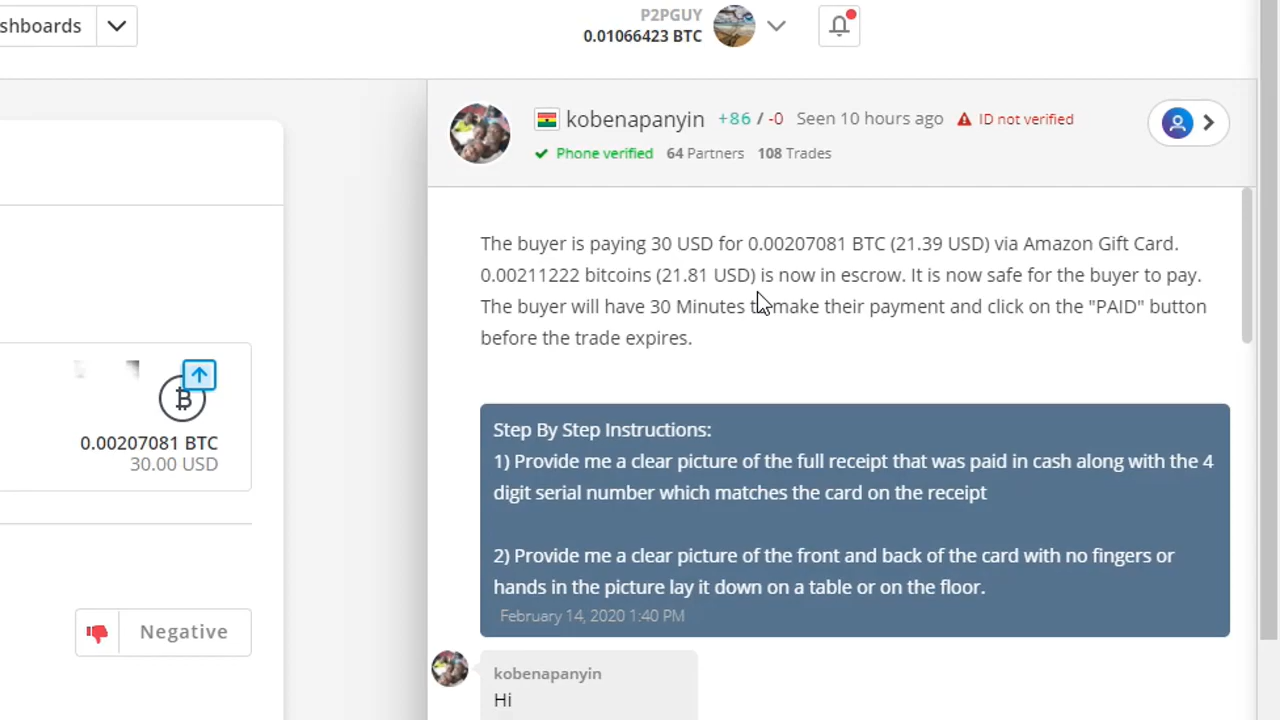 shboards
P2PGUY
0.01066423 BTC
kobenapanyin +86 / -0 Seen 10 hours ago ID not verified
Phone verified 64 Partners 108 Trades
The buyer is paying 30 USD for 0.00207081 BTC (21.39 USD) via Amazon Gift Card.
0.00211222 bitcoins (21.81 USD) is now in escrow. It is now safe for the buyer to pay.
The buyer will have 30 Minutes to make their payment and click on the "PAID" button
before the trade expires.
0.00207081 BTC
30.00 USD
Step By Step Instructions:
1) Provide me a clear picture of the full receipt that was paid in cash along with the 4
digit serial number which matches the card on the receipt
2) Provide me a clear picture of the front and back of the card with no fingers or
hands in the picture lay it down on a table or on the floor.
February 14, 2020 1:40 PM
Negative
kobenapanyin
Hi